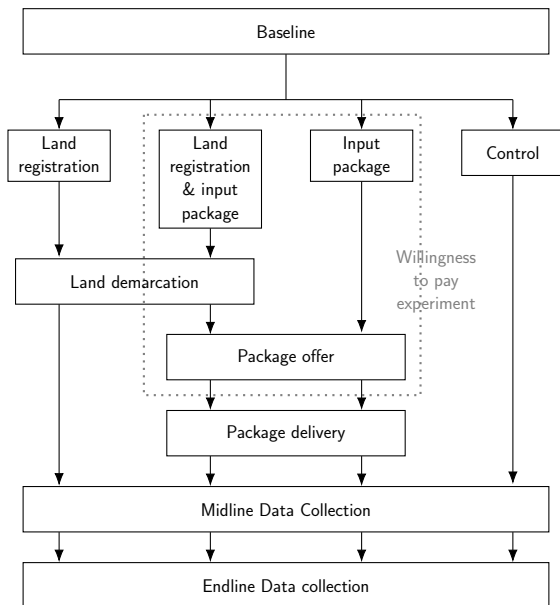 Baseline
Land
registration
Land
registration
& input
package
Input
package
Control
Willingness
to pay
experiment
Land demarcation
Package offer
Package delivery
Midline Data Collection
Endline Data collection